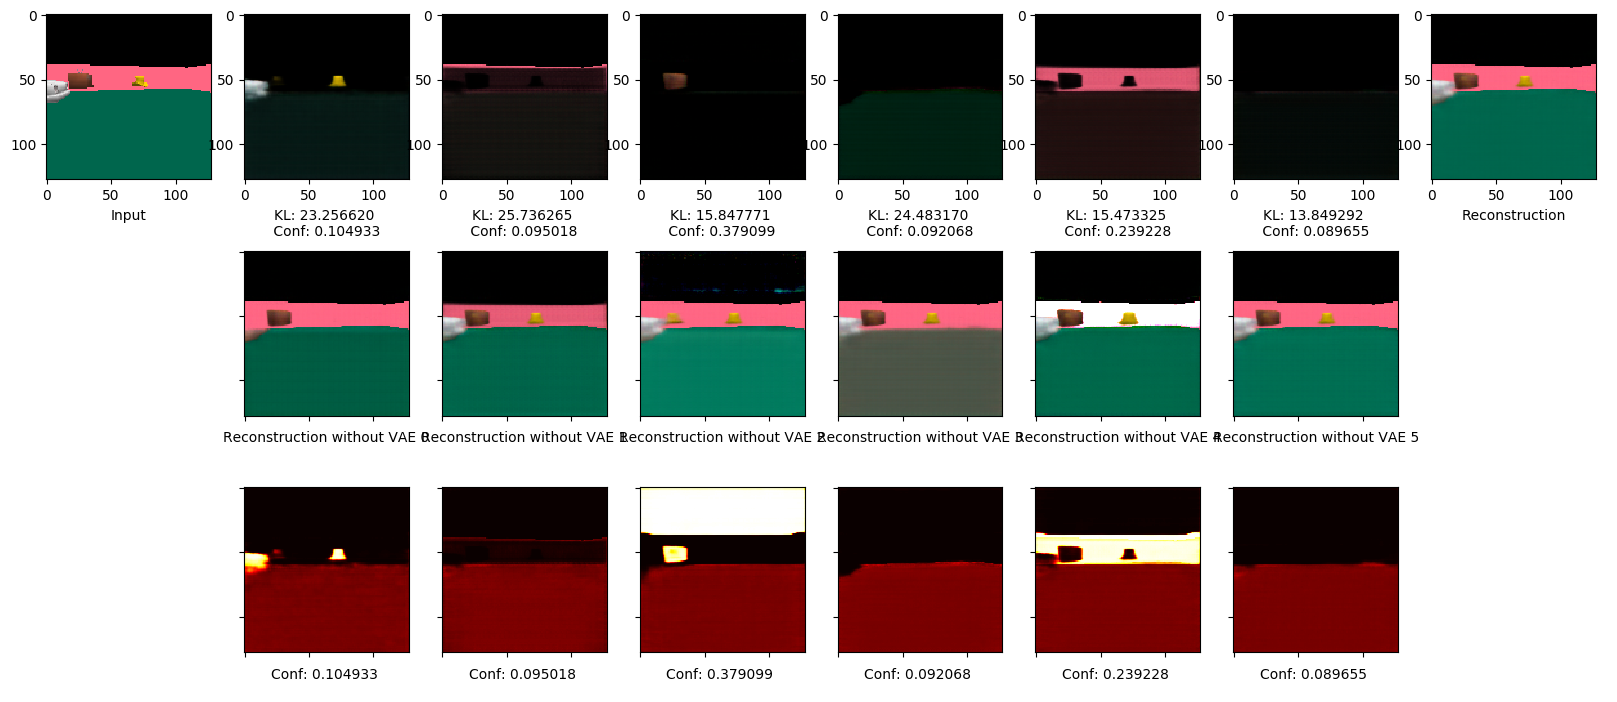 0
50
100
0 50 100
Input
0
50
100
0 50 100
KL: 23.256620
Conf: 0.104933
0
50
100
0 50 100
KL: 25.736265
Conf: 0.095018
0
50
100
0 50 100
KL: 15.847771
Conf: 0.379099
0
50
100
0 50 100
KL: 24.483170
Conf: 0.092068
0
50
100
0 50 100
KL: 15.473325
Conf: 0.239228
0
50
100
0 50 100
KL: 13.849292
Conf: 0.089655
0
50
100
0 50 100
Reconstruction
Reconstruction without VAE 0
Reconstruction without VAE 1
Reconstruction without VAE 2
Reconstruction without VAE 3
Reconstruction without VAE 4
Reconstruction without VAE 5
Conf: 0.104933
Conf: 0.095018
Conf: 0.379099
Conf: 0.092068
Conf: 0.239228
Conf: 0.089655